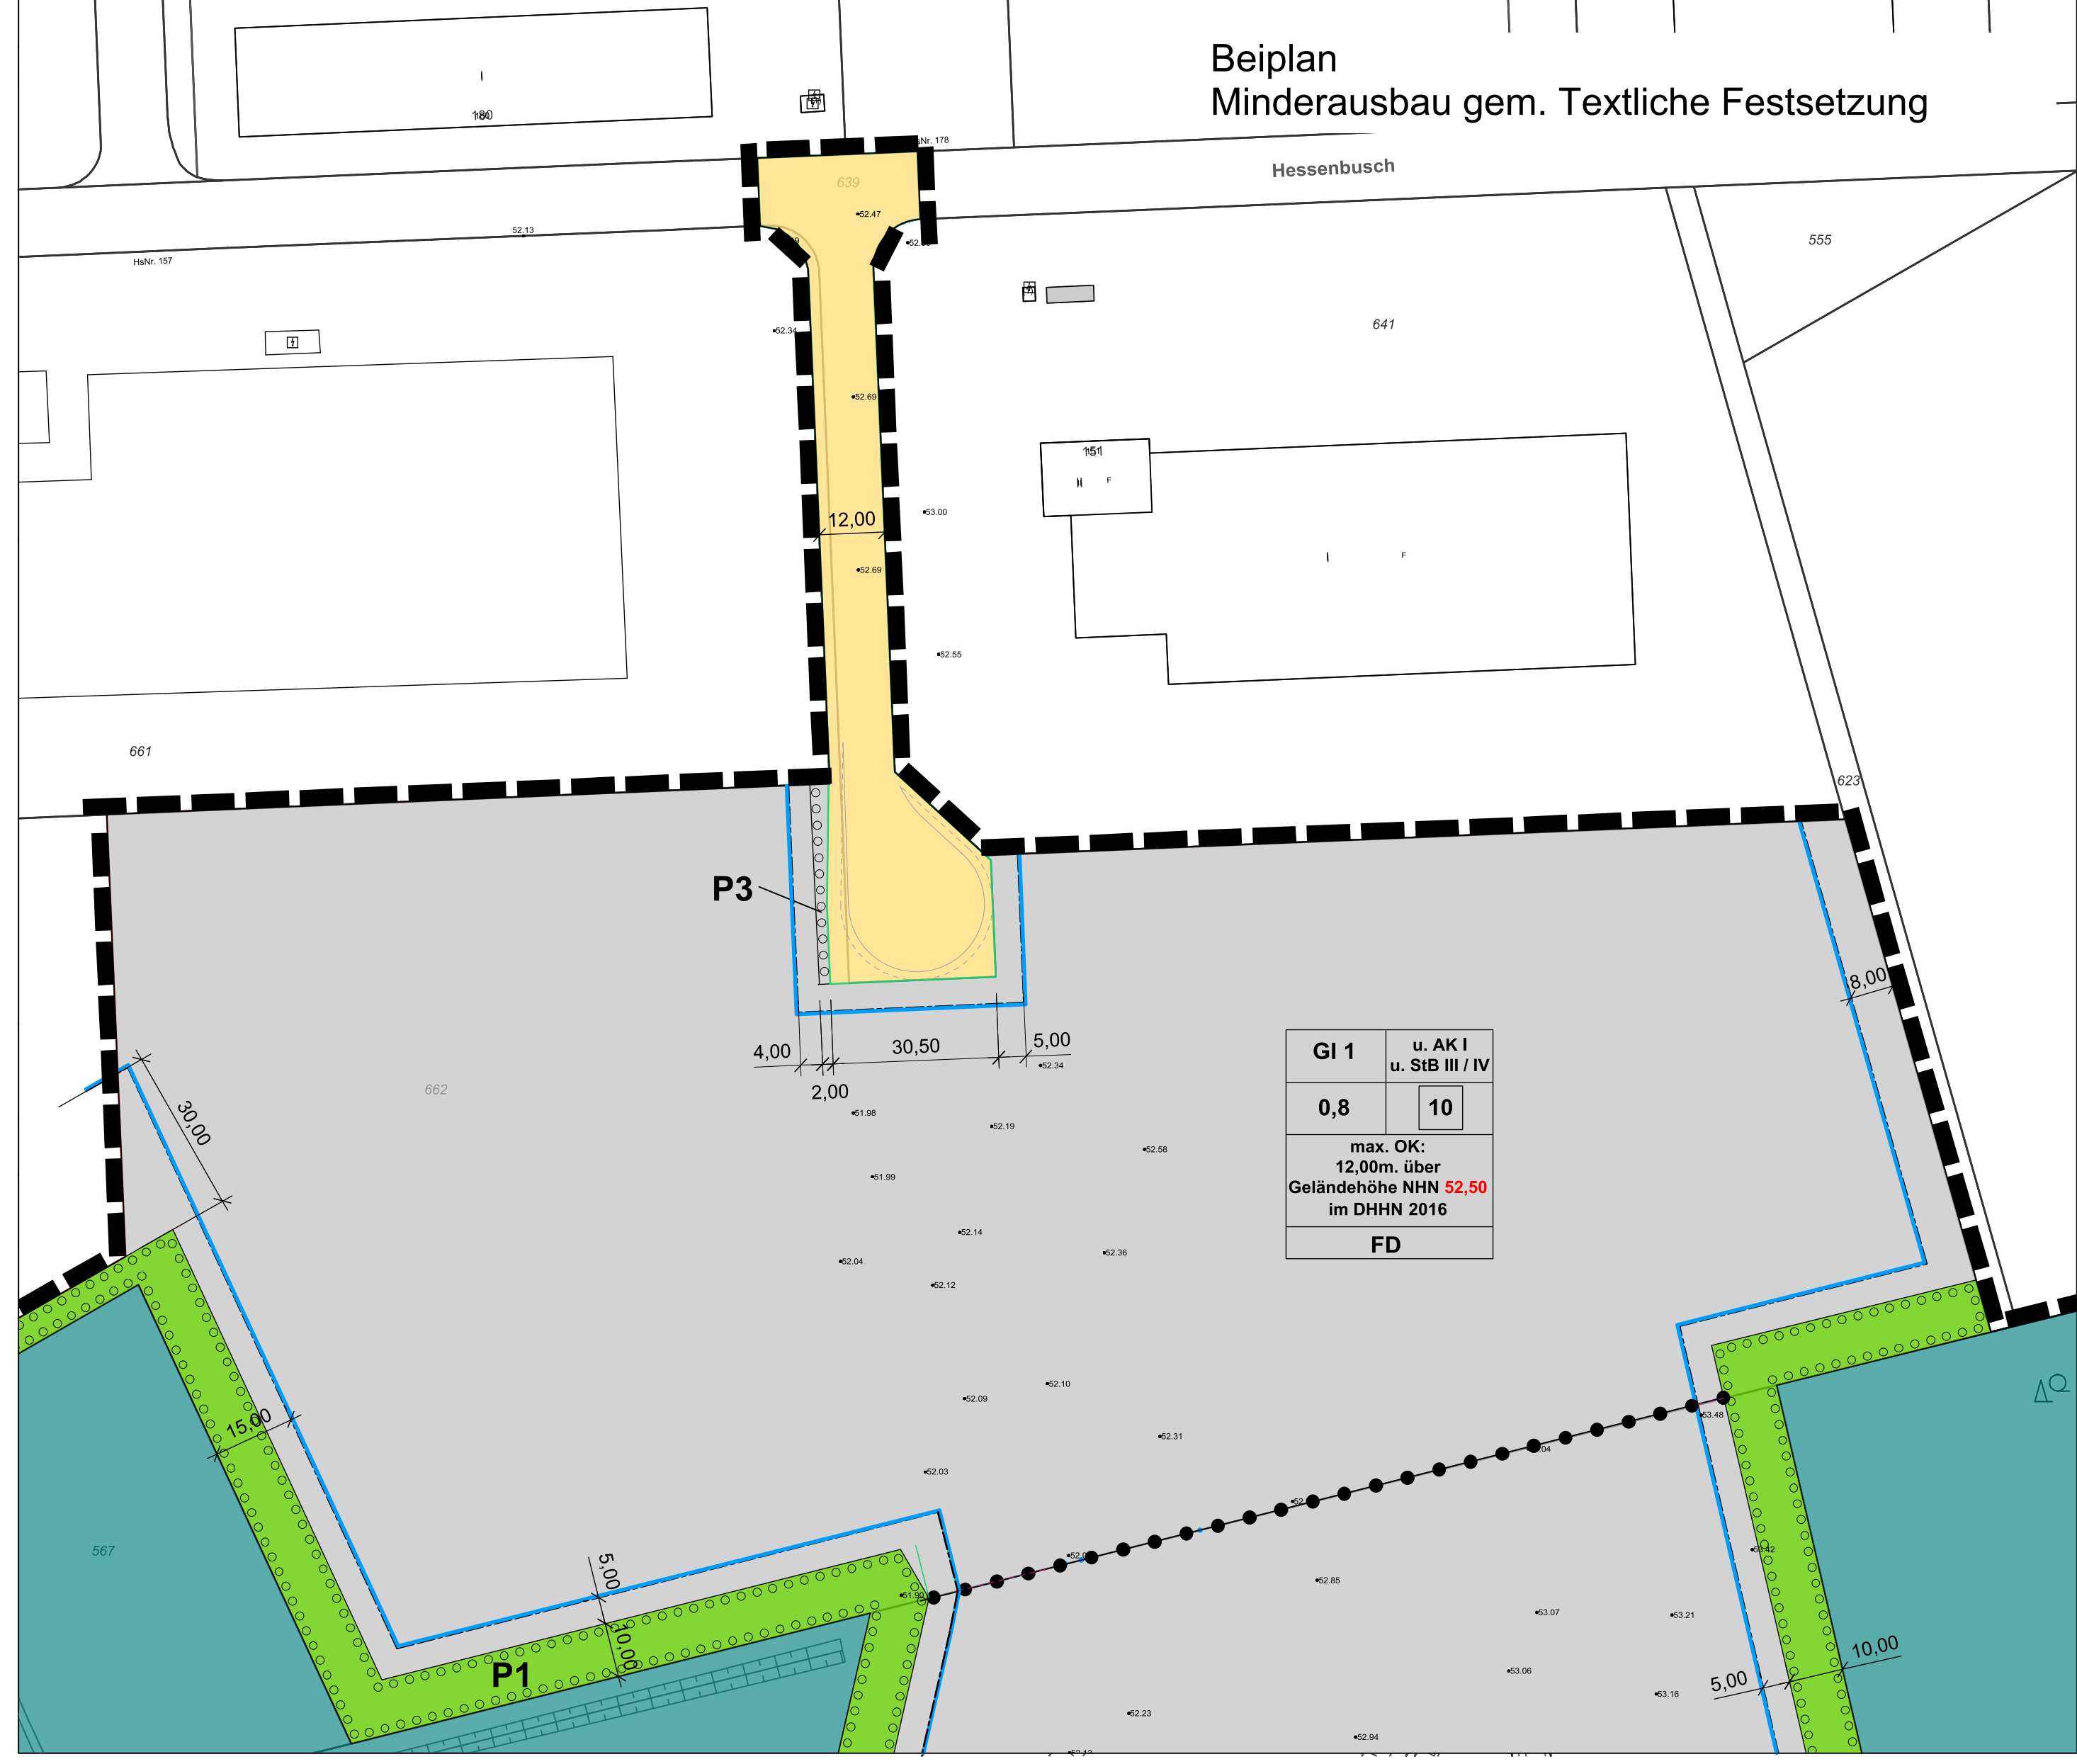 Beiplan
Minderausbau gem. Textliche Festsetzung
180
HsNr. 178
Hessenbusch
639
52.47
52.13
HsNr. 157
555
52.34
641
52.69
151
II
F
53.00
12,00
I
F
52.69
52.55
661
623
P3
8,00
4,00
30,50
5,00
2,00
52.34
GI 1
u. AK I
u. StB III / IV
0,8
10
max. OK:
12,00m. über
Geländehöhe NHN 52,50
im DHHN 2016
FD
662
30,00
51.98
52.19
52.58
51.99
52.14
52.36
52.04
52.12
52.10
52.09
15,00
53.48
52.31
52.03
567
5,00
10,00
51.90
52.85
53.42
53.07
53.21
P1
53.06
53.16
5,00
10,00
52.23
52.94